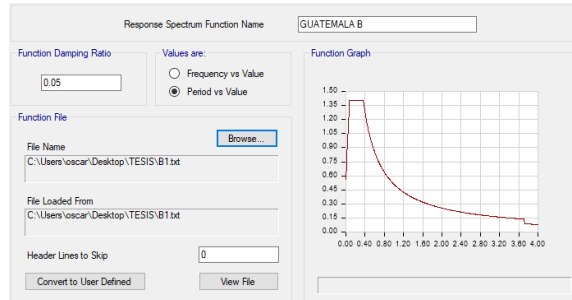 Response Spectrum Function Name GUATEMALA B
Function Damping Ratio
0.05
Values are:
Frequency vs Value
Period vs Value
Function File
Browse...
File Name
C:\Users\oscar\Desktop\TESIS\B1.txt
File Loaded From
C:\Users\oscar\Desktop\TESIS\B1.txt
Header Lines to Skip 0
Convert to User Defined View File
Function Graph
1.50
1.35
1.20
1.05
0.90
0.75
0.60
0.45
0.30
0.15
0.00
0.00 0.40 0.80 1.20 1.60 2.00 2.40 2.80 3.20 3.60 4.00